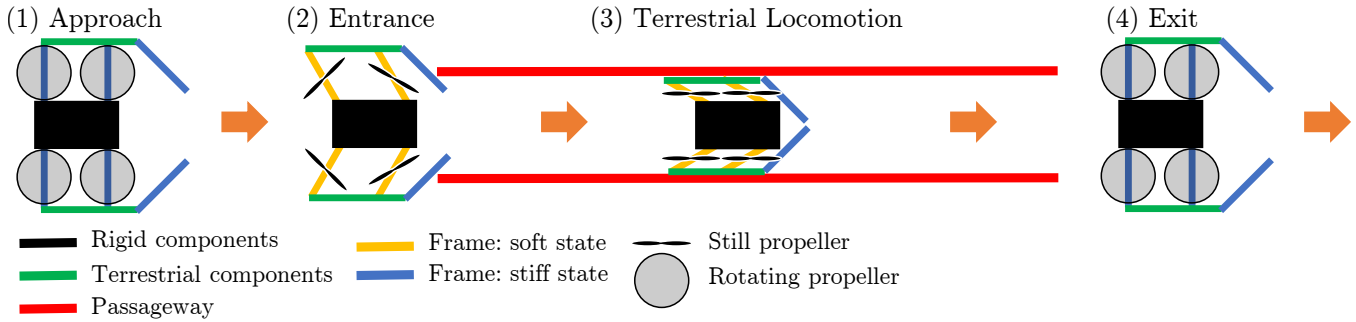 (1) Approach
(2) Entrance
(3) Terrestrial Locomotion
(4) Exit
Rigid components
Terrestrial components
Passageway
Frame: soft state
Frame: stiff state
Still propeller
Rotating propeller